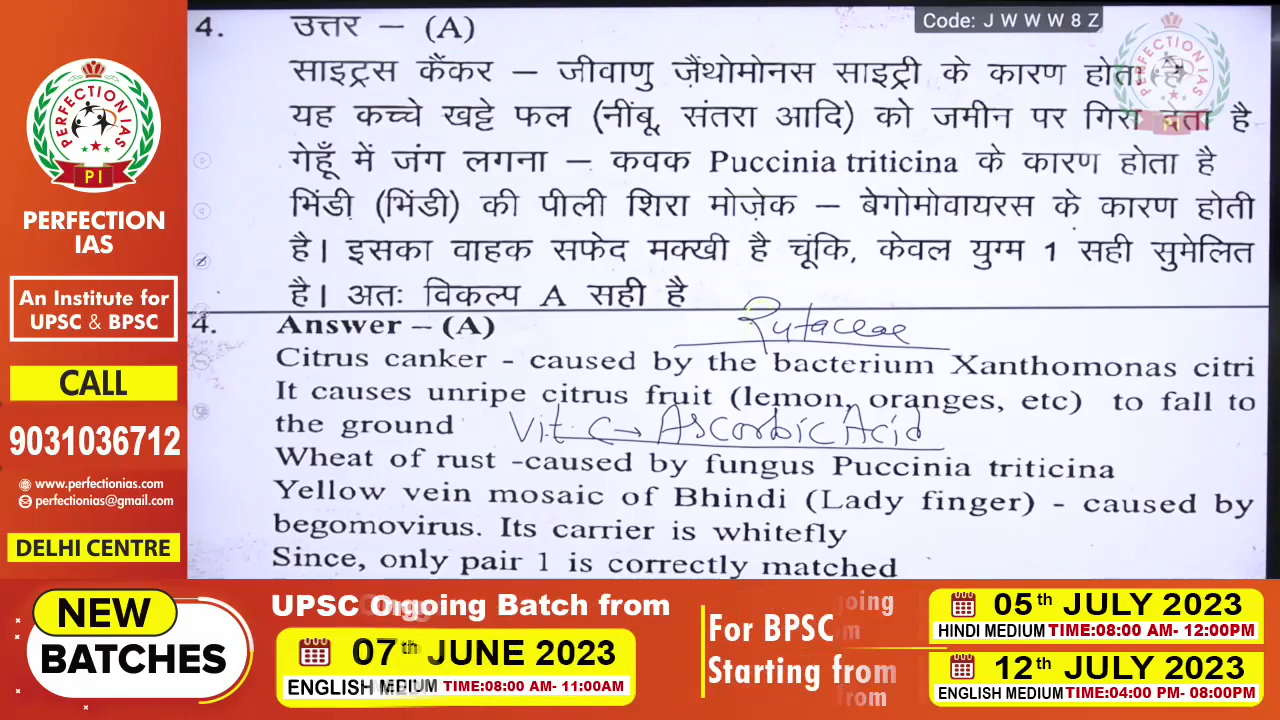 Code: J W W W 8 Z
PERFECTION IAS
PI
PERFECTION
IAS
An Institute for
UPSC & BPSC
CALL
9031036712
www.perfectionias.com
perfectionias@gmail.com
DELHI CENTRE
4. उत्तर – (A)
साइट्रस कैंकर – जीवाणु ज़ैंथोमोनस साइट्री के कारण होता है
यह कच्चे खट्टे फल (नींबू, संतरा आदि) को जमीन पर गिरा देता है
गेहूँ में जंग लगना – कवक Puccinia triticina के कारण होता है
भिंडी (भिंडी) की पीली शिरा मोज़ेक – बेगोमोवायरस के कारण होती
है। इसका वाहक सफेद मक्खी है चूंकि, केवल युग्म 1 सही सुमेलित
है। अतः विकल्प A सही है
4. Answer – (A)
Rutaceae
Citrus canker - caused by the bacterium Xanthomonas citri
It causes unripe citrus fruit (lemon, oranges, etc) to fall to
the ground
Vit. C → Ascorbic Acid
Wheat of rust -caused by fungus Puccinia triticina
Yellow vein mosaic of Bhindi (Lady finger) - caused by
begomovirus. Its carrier is whitefly
Since, only pair 1 is correctly matched
NEW
BATCHES
UPSC Ongoing Batch from
07th JUNE 2023
ENGLISH MEDIUM TIME:08:00 AM- 11:00AM
For BPSC
Starting from
05th JULY 2023
HINDI MEDIUM TIME:08:00 AM- 12:00PM
12th JULY 2023
ENGLISH MEDIUM TIME:04:00 PM- 08:00PM